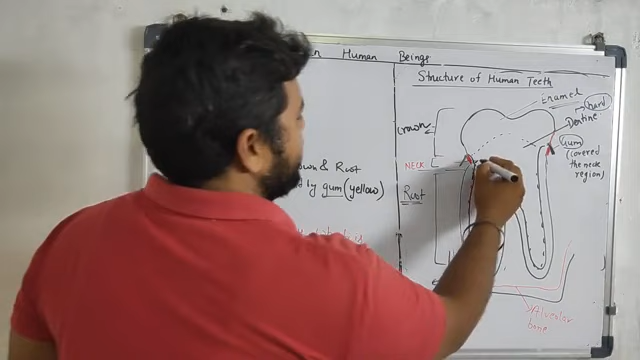 in Human Beings
Structure of Human Teeth
Enamel
hard
Dentine
Gum
(covered
the neck
region)
crown
NECK
Root
& Root
by gum (yellow)
Alveolar
bone